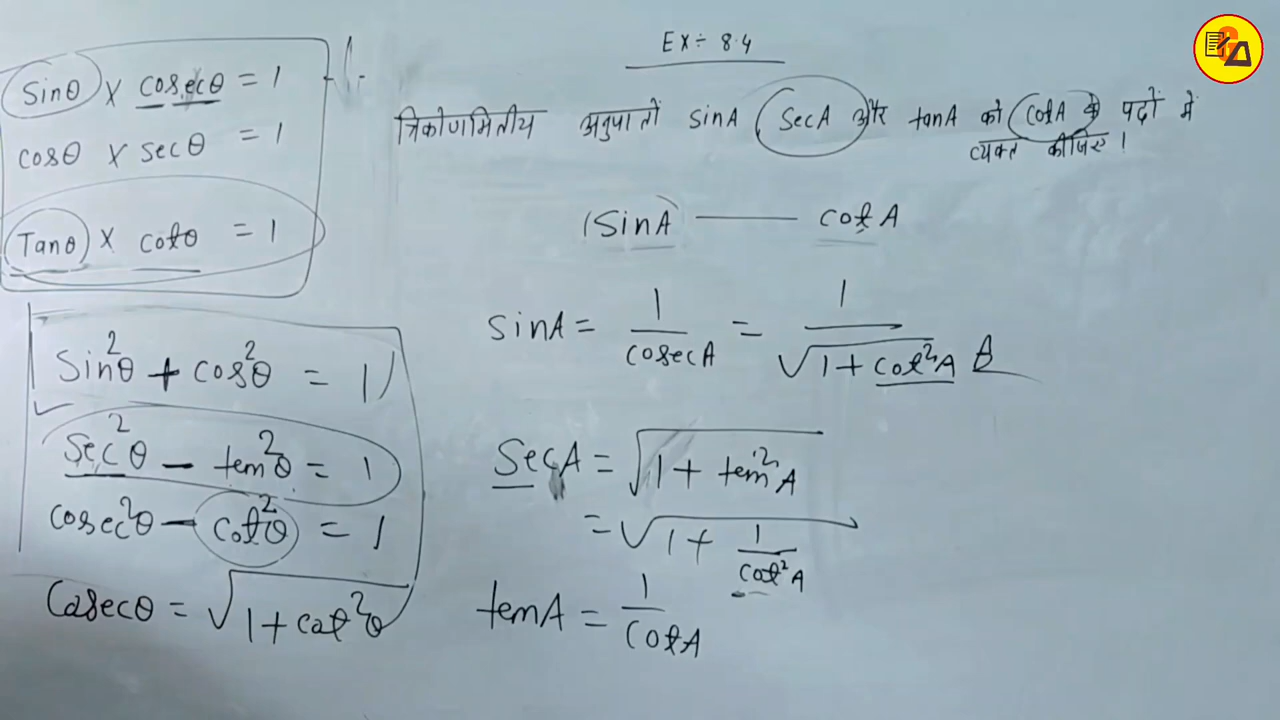 Ex ÷ 8.4
त्रिकोणमितीय अनुपातों sinA, SecA और tanA को cotA के पदों में
व्यक्त कीजिए।
Sinθ × cosecθ = 1
cosθ × secθ = 1
Tanθ × cotθ = 1
Sin²θ + cos²θ = 1
Sec²θ - tan²θ = 1
cosec²θ - cot²θ = 1
Cosecθ = √1+cot²θ
SinA — cotA
sinA = 1/cosecA = 1/√1+cot²A
SecA = √1+tan²A
= √1+1/cot²A
tanA = 1/cotA